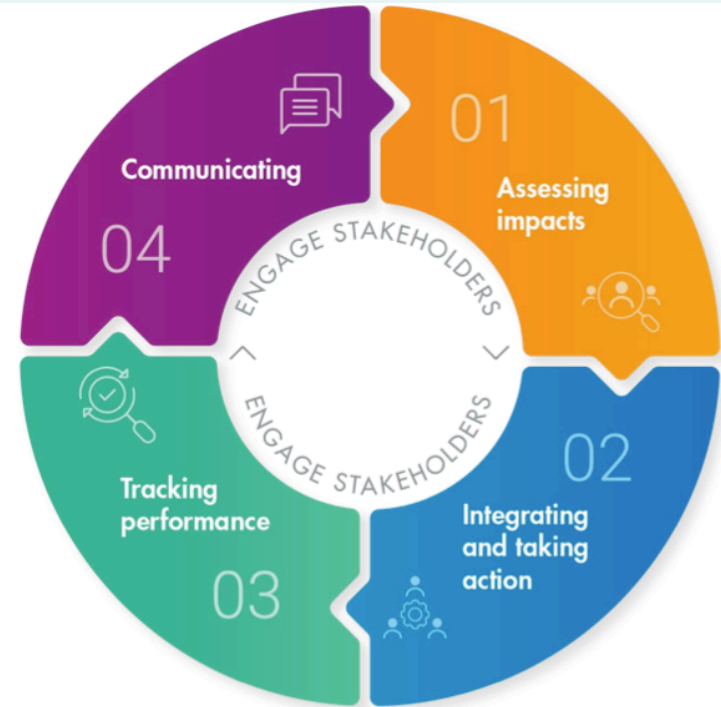 01
Assessing
impacts
02
Integrating
and taking
action
03
Tracking
performance
04
Communicating
ENGAGE STAKEHOLDERS
ENGAGE STAKEHOLDERS